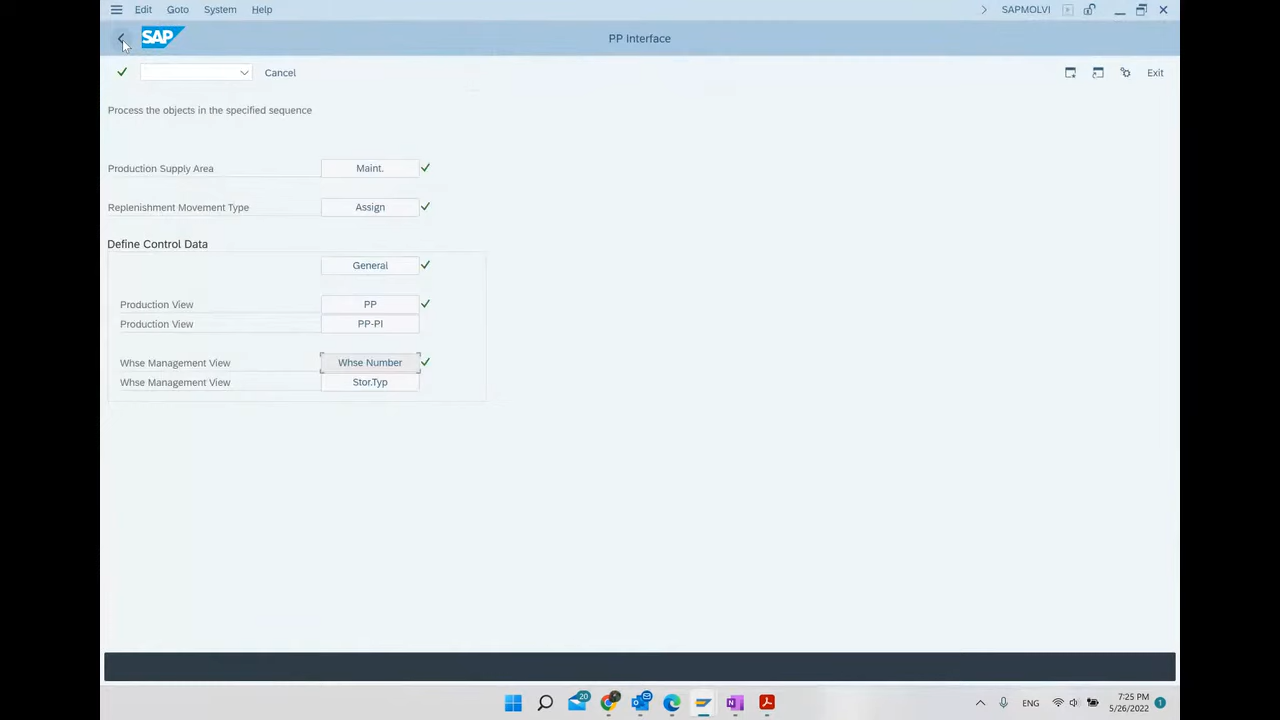 Edit Goto System Help SAPMOLVI
SAP PP Interface
Cancel Exit
Process the objects in the specified sequence
Production Supply Area Maint.
Replenishment Movement Type Assign
Define Control Data
General
Production View PP
Production View PP-PI
Whse Management View Whse Number
Whse Management View Stor.Typ
20
ENG
7:25 PM
5/26/2022
1